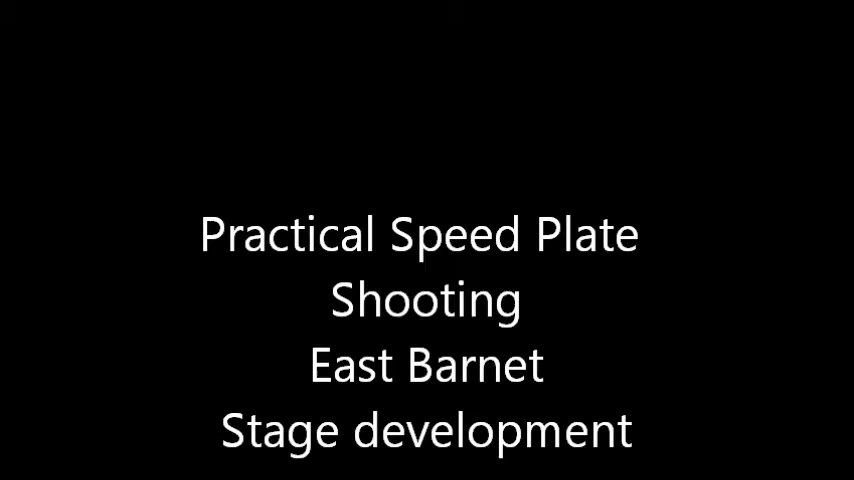 Practical Speed Plate
Shooting
East Barnet
Stage development